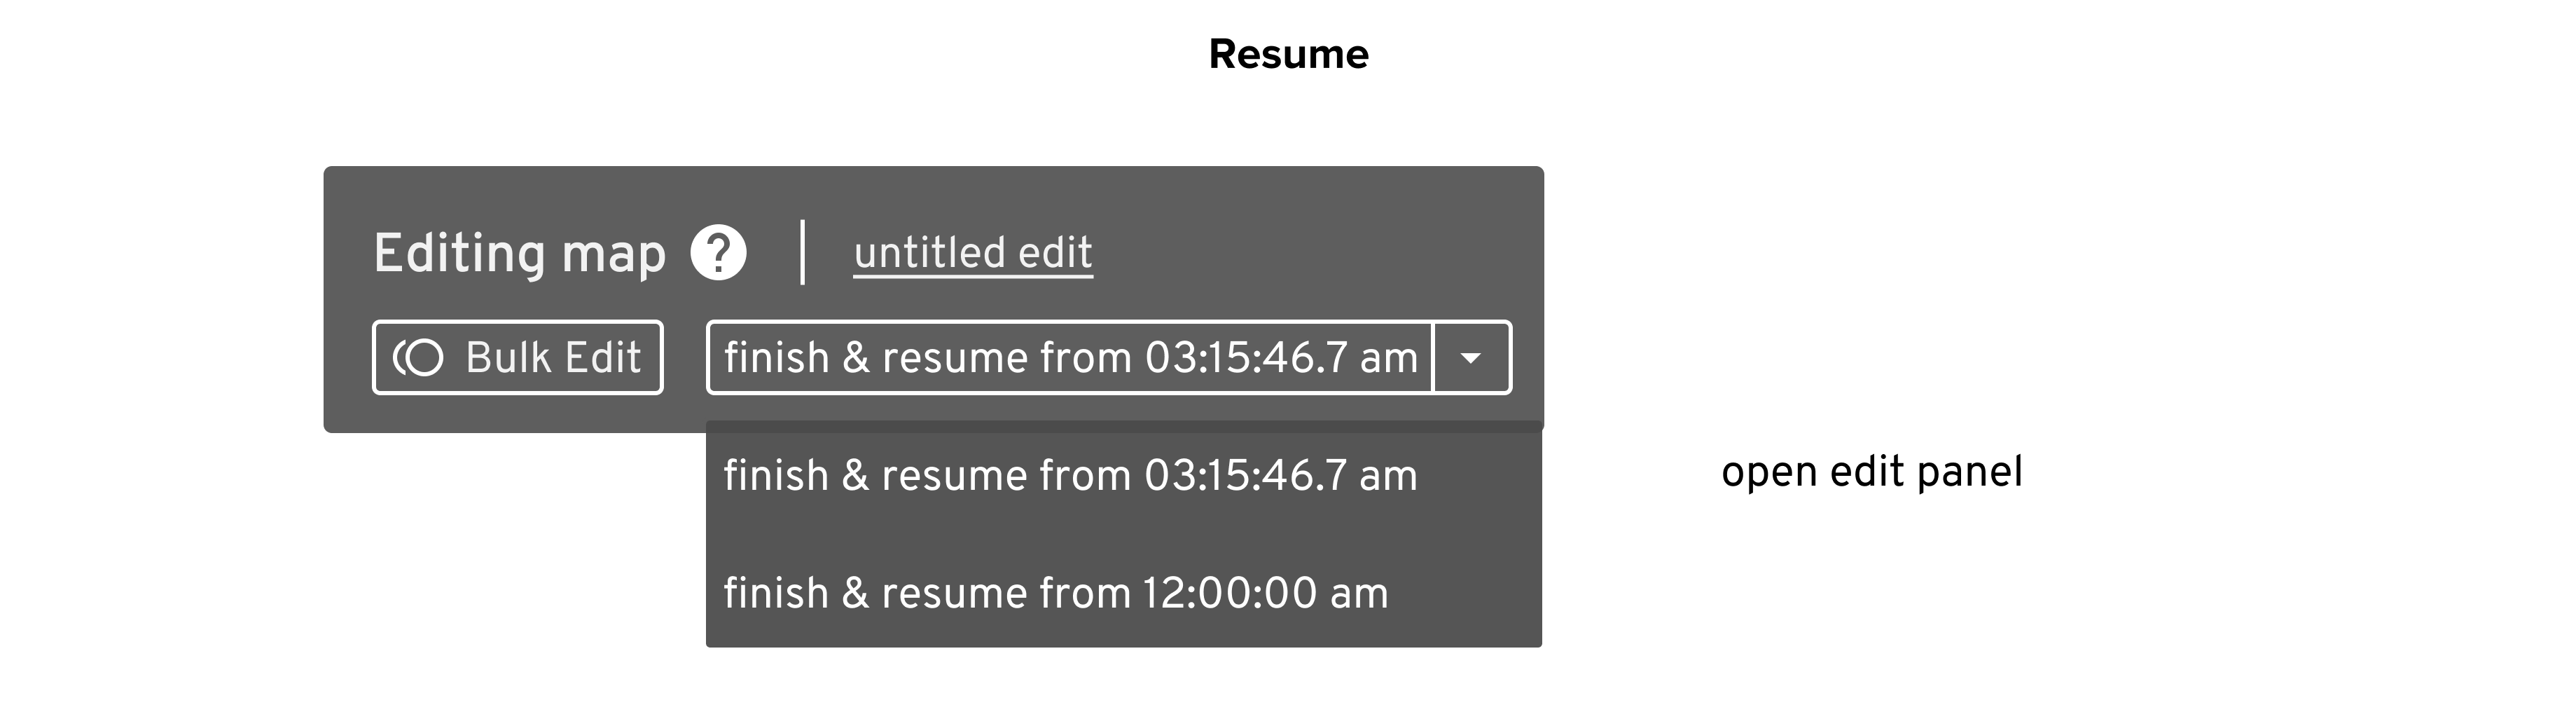 Resume
Editing map ? | untitled edit
Bulk Edit
finish & resume from 03:15:46.7 am
finish & resume from 03:15:46.7 am
open edit panel
finish & resume from 12:00:00 am